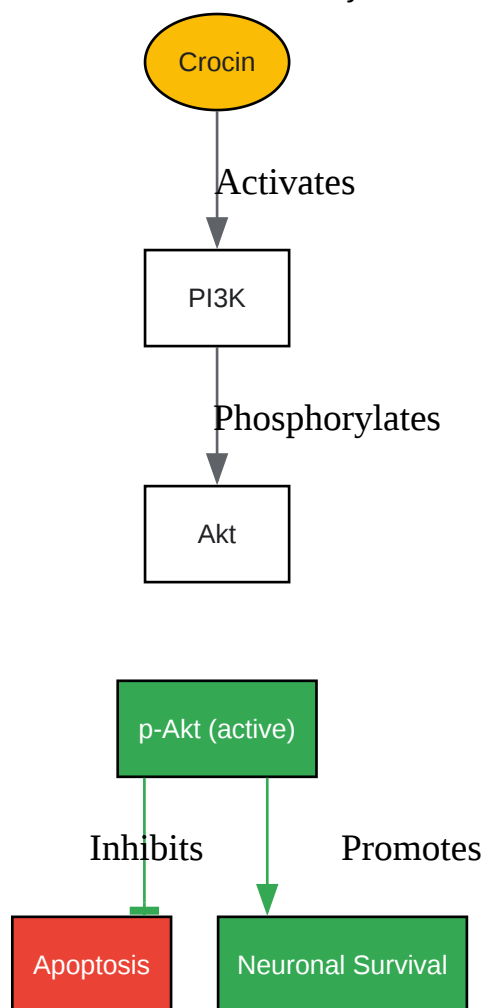 Crocin
Activates
PI3K
Phosphorylates
Akt
p-Akt (active)
Inhibits
Promotes
Apoptosis
Neuronal Survival